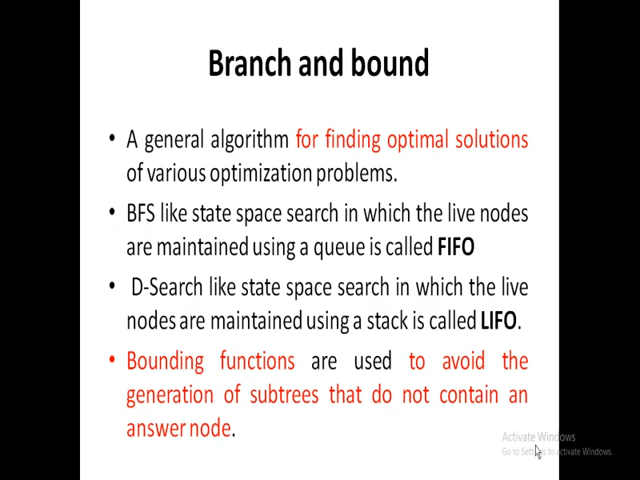 Branch and bound
• A general algorithm for finding optimal solutions
of various optimization problems.
• BFS like state space search in which the live nodes
are maintained using a queue is called FIFO
• D-Search like state space search in which the live
nodes are maintained using a stack is called LIFO.
• Bounding functions are used to avoid the
generation of subtrees that do not contain an
answer node.
Activate Windows
Go to Settings to activate Windows.